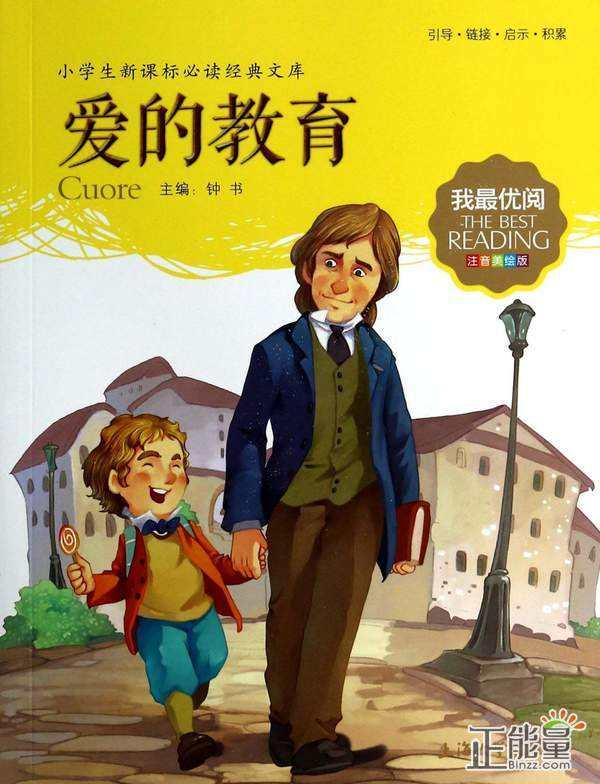 引导·链接·启示·积累
小学生新课标必读经典文库
爱的教育
Cuore 主编：钟 书
我最优阅
THE BEST
READING
注音美绘版
正能量
Binzz.com